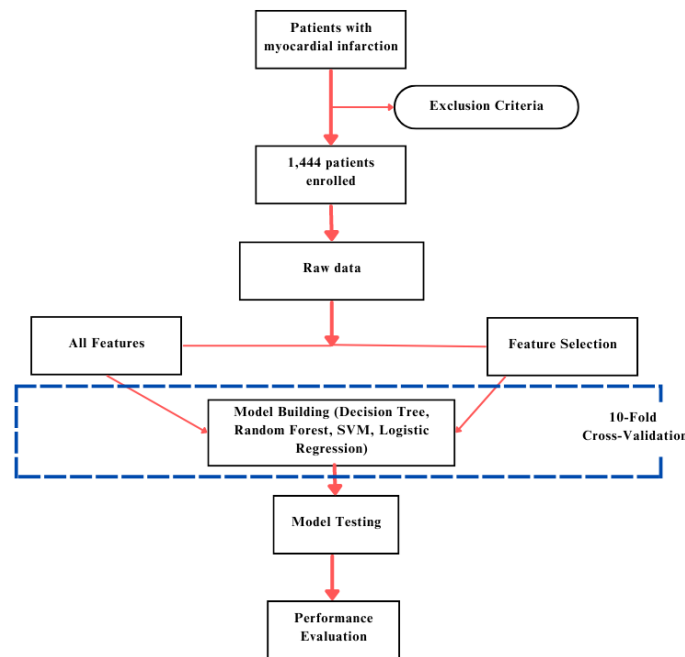 Patients with
myocardial infarction
Exclusion Criteria
1,444 patients
enrolled
Raw data
All Features
Feature Selection
Model Building (Decision Tree,
Random Forest, SVM, Logistic
Regression)
10-Fold
Cross-Validation
Model Testing
Performance
Evaluation